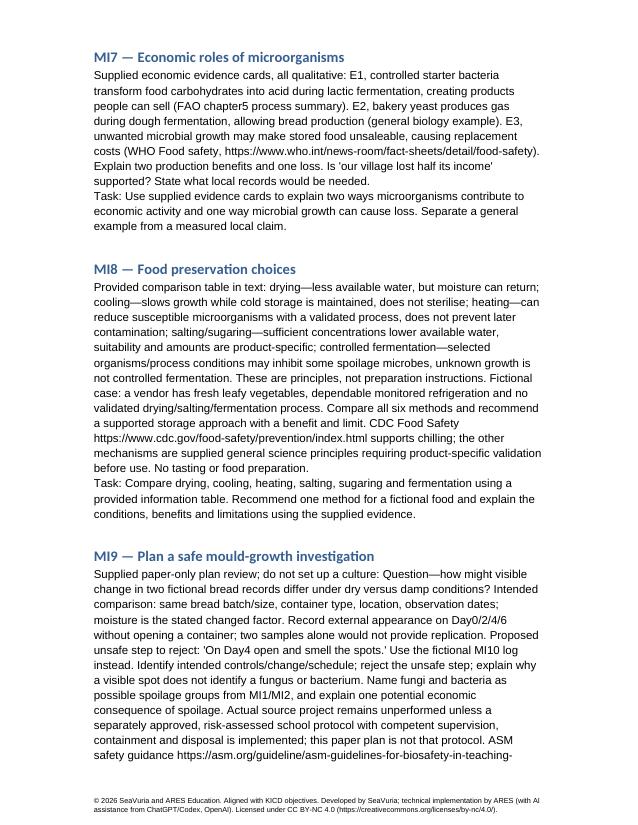 MI7 — Economic roles of microorganisms
Supplied economic evidence cards, all qualitative: E1, controlled starter bacteria
transform food carbohydrates into acid during lactic fermentation, creating products
people can sell (FAO chapter5 process summary). E2, bakery yeast produces gas
during dough fermentation, allowing bread production (general biology example). E3,
unwanted microbial growth may make stored food unsaleable, causing replacement
costs (WHO Food safety, https://www.who.int/news-room/fact-sheets/detail/food-safety).
Explain two production benefits and one loss. Is 'our village lost half its income'
supported? State what local records would be needed.
Task: Use supplied evidence cards to explain two ways microorganisms contribute to
economic activity and one way microbial growth can cause loss. Separate a general
example from a measured local claim.
MI8 — Food preservation choices
Provided comparison table in text: drying—less available water, but moisture can return;
cooling—slows growth while cold storage is maintained, does not sterilise; heating—can
reduce susceptible microorganisms with a validated process, does not prevent later
contamination; salting/sugaring—sufficient concentrations lower available water,
suitability and amounts are product-specific; controlled fermentation—selected
organisms/process conditions may inhibit some spoilage microbes, unknown growth is
not controlled fermentation. These are principles, not preparation instructions. Fictional
case: a vendor has fresh leafy vegetables, dependable monitored refrigeration and no
validated drying/salting/fermentation process. Compare all six methods and recommend
a supported storage approach with a benefit and limit. CDC Food Safety
https://www.cdc.gov/food-safety/prevention/index.html supports chilling; the other
mechanisms are supplied general science principles requiring product-specific validation
before use. No tasting or food preparation.
Task: Compare drying, cooling, heating, salting, sugaring and fermentation using a
provided information table. Recommend one method for a fictional food and explain the
conditions, benefits and limitations using the supplied evidence.
MI9 — Plan a safe mould-growth investigation
Supplied paper-only plan review; do not set up a culture: Question—how might visible
change in two fictional bread records differ under dry versus damp conditions? Intended
comparison: same bread batch/size, container type, location, observation dates;
moisture is the stated changed factor. Record external appearance on Day0/2/4/6
without opening a container; two samples alone would not provide replication. Proposed
unsafe step to reject: 'On Day4 open and smell the spots.' Use the fictional MI10 log
instead. Identify intended controls/change/schedule; reject the unsafe step; explain why
a visible spot does not identify a fungus or bacterium. Name fungi and bacteria as
possible spoilage groups from MI1/MI2, and explain one potential economic
consequence of spoilage. Actual source project remains unperformed unless a
separately approved, risk-assessed school protocol with competent supervision,
containment and disposal is implemented; this paper plan is not that protocol. ASM
safety guidance https://asm.org/guideline/asm-guidelines-for-biosafety-in-teaching-
© 2026 SeaVuria and ARES Education. Aligned with KICD objectives. Developed by SeaVuria; technical implementation by ARES (with AI
assistance from ChatGPT/Codex, OpenAI). Licensed under CC BY-NC 4.0 (https://creativecommons.org/licenses/by-nc/4.0/).